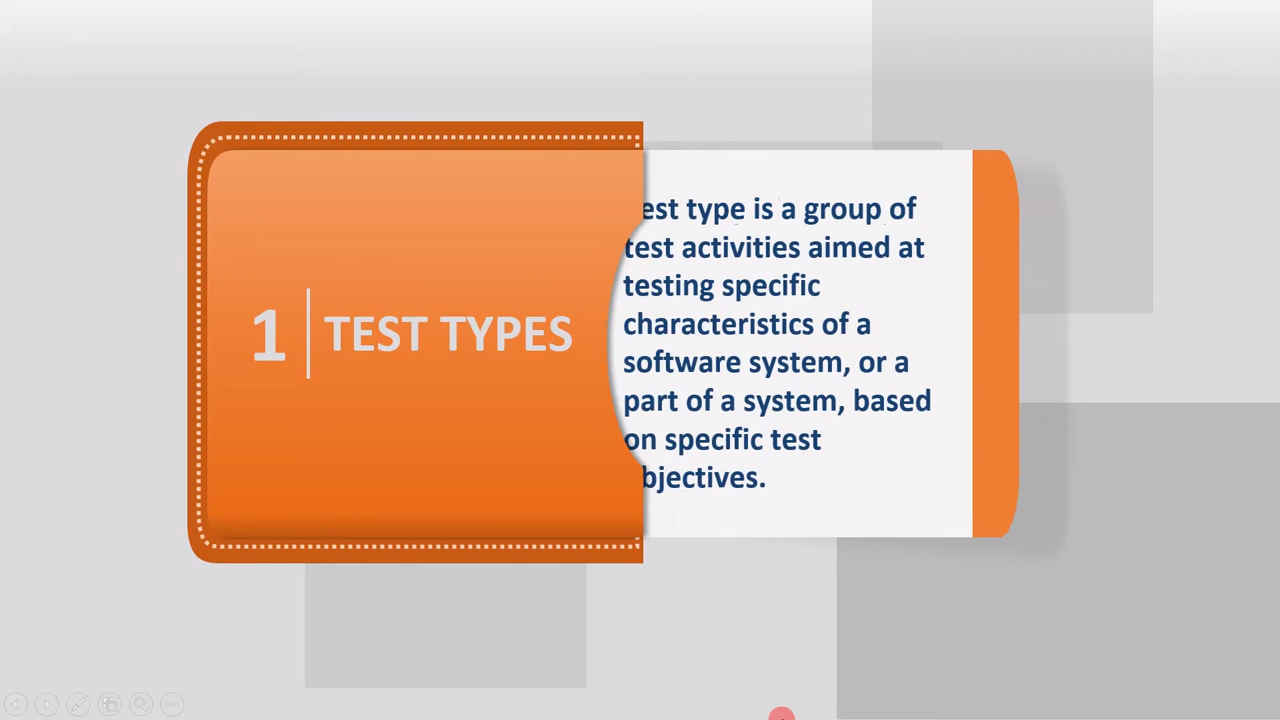 1 TEST TYPES
est type is a group of
test activities aimed at
testing specific
characteristics of a
software system, or a
part of a system, based
on specific test
bjectives.